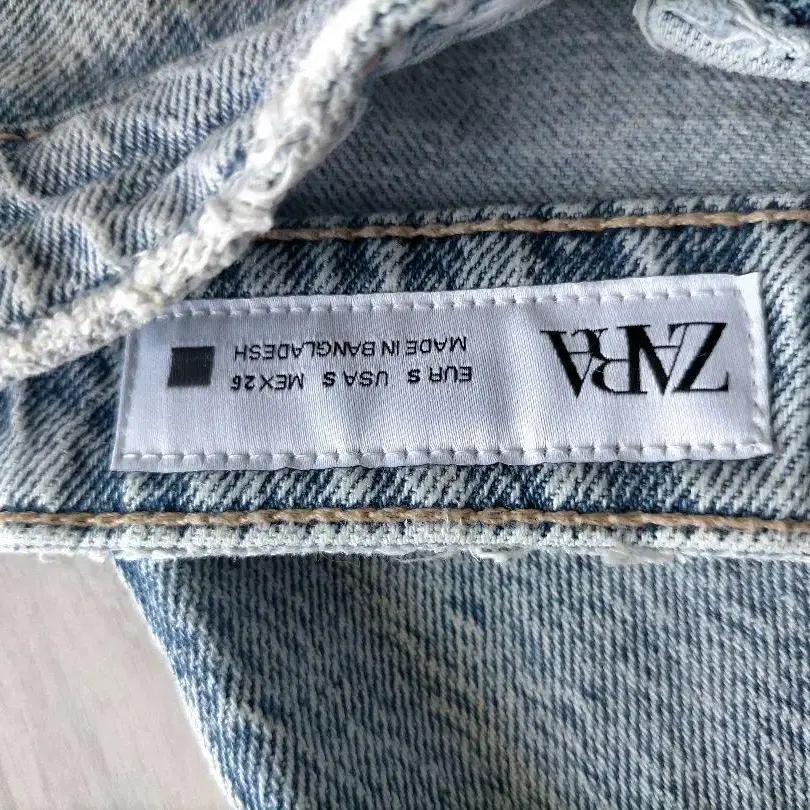 ZARA
EUR S USA S MEX 26
MADE IN BANGLADESH